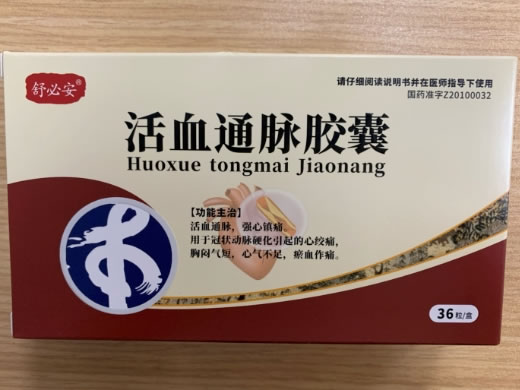 舒必安®
请仔细阅读说明书并在医师指导下使用
国药准字Z20100032
活血通脉胶囊
Huoxue tongmai Jiaonang
【功能主治】
活血通脉，强心镇痛。
用于冠状动脉硬化引起的心绞痛，
胸闷气短，心气不足，瘀血作痛。
36粒/盒